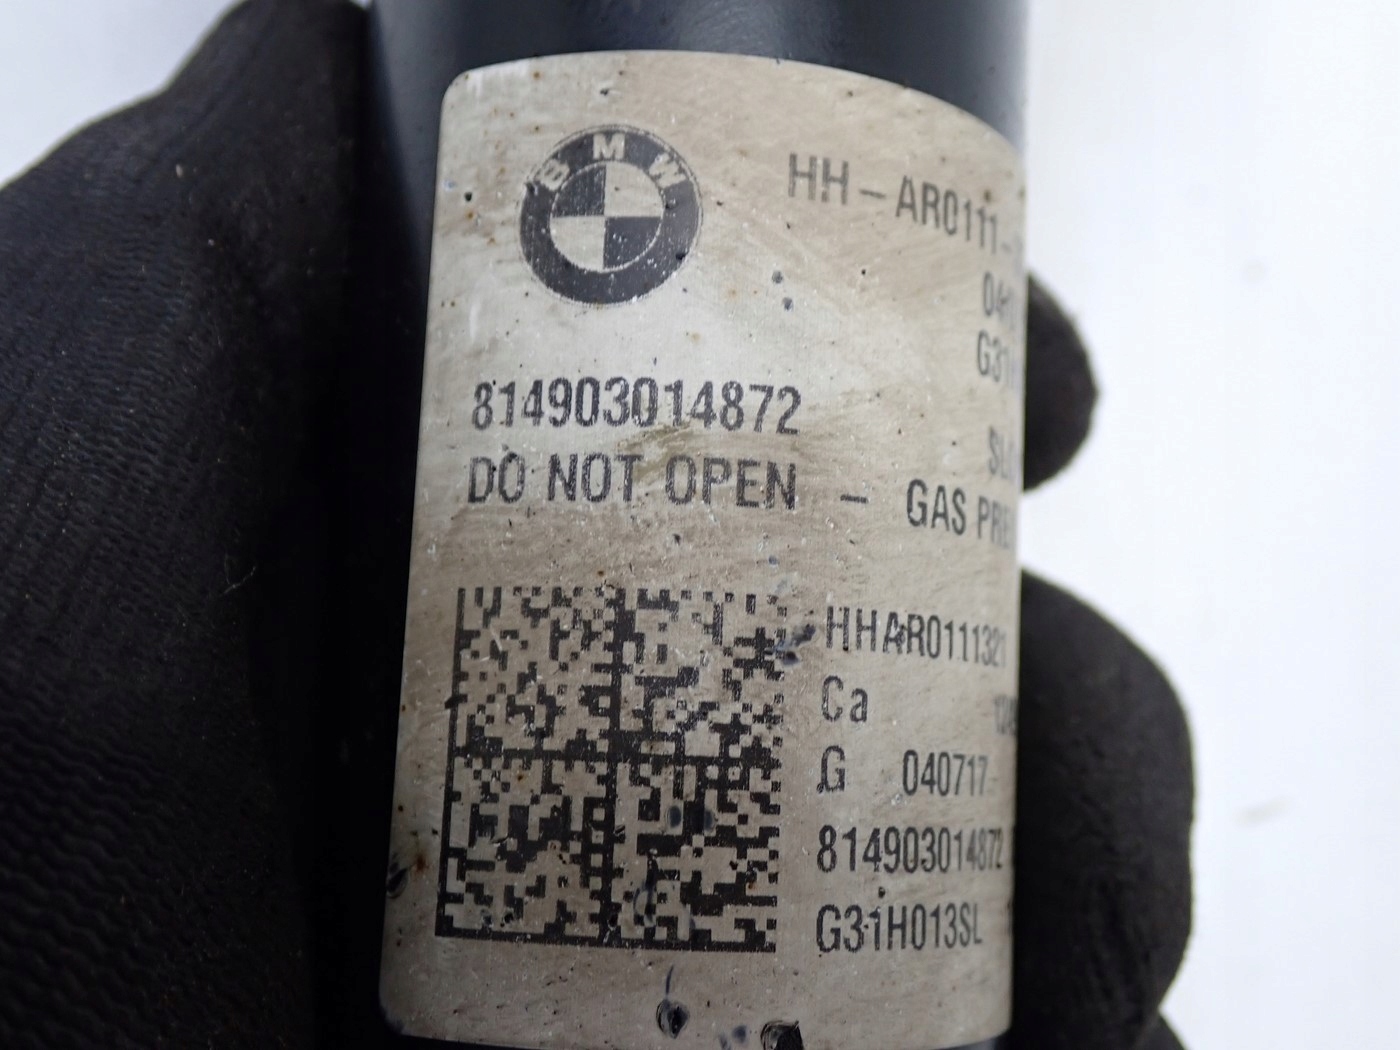 BMW
HH - AR0111-
G31
814903014872
DO NOT OPEN - GAS
HHAR0111321
Ca
G 040717
814903014872
G31H013SL